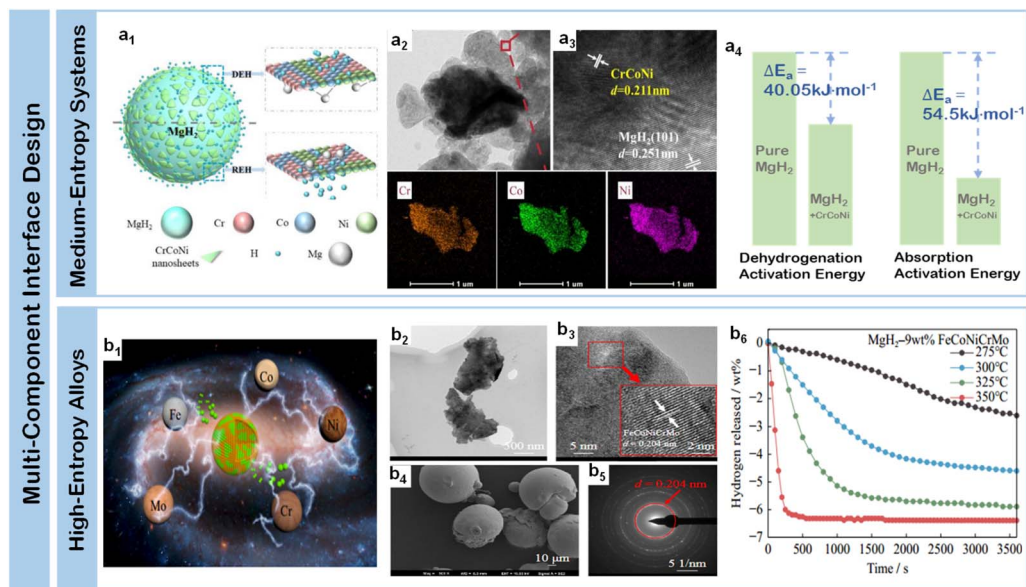 Multi-Component Interface Design
Medium-Entropy Systems
a1
DEH
MgH2
REH
MgH2
Cr
Co
Ni
CrCoNi
nanosheets
H
Mg
a2
a3
CrCoNi
d=0.211nm
MgH2(101)
d=0.251nm
Cr
Co
Ni
1 um
1 um
1 um
a4
ΔEa =
40.05kJ·mol-1
ΔEa =
54.5kJ·mol-1
Pure
MgH2
MgH2
+CrCoNi
Pure
MgH2
MgH2
+CrCoNi
Dehydrogenation
Activation Energy
Absorption
Activation Energy
High-Entropy Alloys
b1
Co
Fe
Ni
Mo
Cr
b2
500 nm
b3
FeCoNiCrMo
d = 0.204 nm
5 nm
2 nm
b4
10 μm
b5
d = 0.204 nm
5 1/nm
b6
MgH2-9wt% FeCoNiCrMo
275°C
300°C
325°C
350°C
Hydrogen released / wt%
0
-1
-2
-3
-4
-5
-6
-7
0 500 1000 1500 2000 2500 3000 3500
Time / s